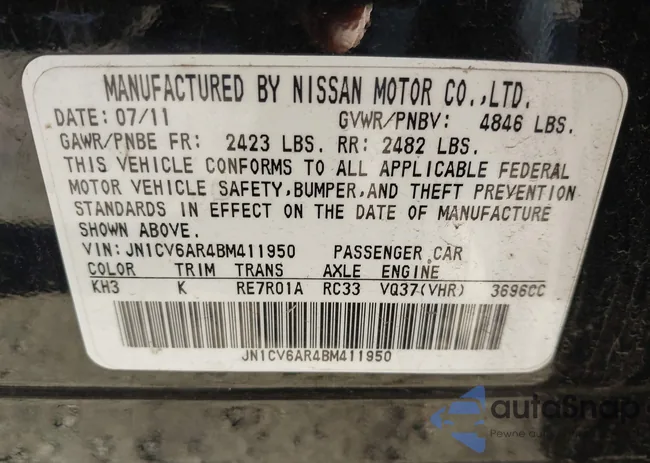 MANUFACTURED BY NISSAN MOTOR CO.,LTD.
DATE: 07/11 GVWR/PNBV: 4846 LBS.
GAWR/PNBE FR: 2423 LBS. RR: 2482 LBS.
THIS VEHICLE CONFORMS TO ALL APPLICABLE FEDERAL
MOTOR VEHICLE SAFETY,BUMPER,AND THEFT PREVENTION
STANDARDS IN EFFECT ON THE DATE OF MANUFACTURE
SHOWN ABOVE.
VIN:JN1CV6AR4BM411950 PASSENGER CAR
COLOR TRIM TRANS AXLE ENGINE
KH3 K RE7R01A RC33 VQ37(VHR) 3696CC
JN1CV6AR4BM411950
autoSnap
Pewne auto